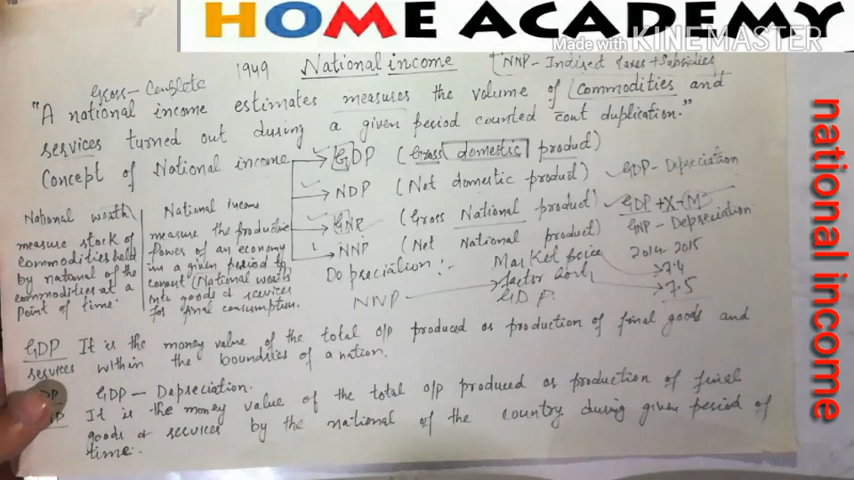 HOME ACADEMY
Made with KINEMASTER
Gross - Complete 1949 National income NNP - Indirect taxes + Subsidies
"A national income estimates measures the volume of commodities and
services turned out during a given period counted duplication."
Concept of National income
GDP (Gross domestic product)
NDP (Net domestic product) GDP - Depreciation
GNP (Gross National product) GDP + X - M
NNP (Net National product) GNP - Depreciation
National wealth
measure stock of
commodities held
by national of the
commodities at a
Point of time.
National income
measure the productive
Power of an economy
in a given period to
(National wealth
into goods & services
for final consumption.
Depreciation :-
Market price 2014-2015
NNP factor 7.4
GDP 7.5
GDP It is the money value of the total o/p produced or production of final goods and
services within the boundries of a nation.
GDP - Depreciation.
It is the money value of the total o/p produced or production of final
goods & services by the national of the country during given period of
time.
national income